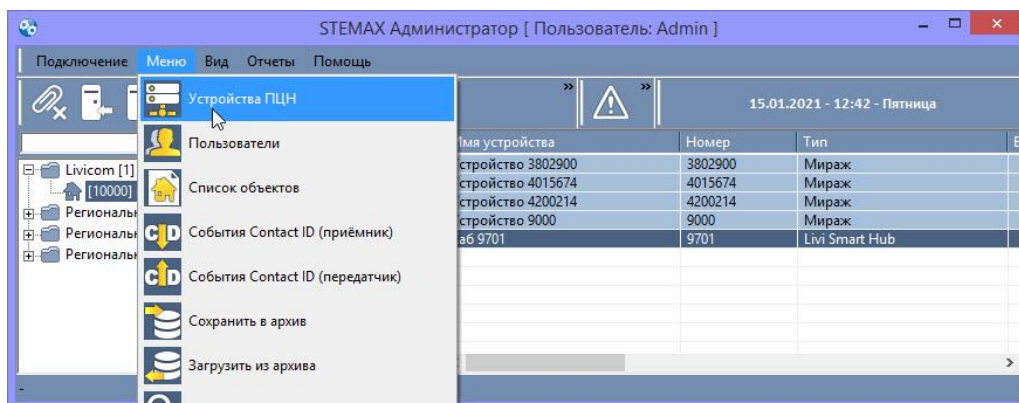 STEMAX Администратор [ Пользователь: Admin ]
Подключение Меню Вид Отчеты Помощь
15.01.2021 - 12:42 - Пятница
Устройства ПЦН
Пользователи
Список объектов
События Contact ID (приёмник)
События Contact ID (передатчик)
Сохранить в архив
Загрузить из архива
Livicom [1]
[10000]
Региональн
Региональн
Региональн
Имя устройства Номер Тип
стройство 3802900 3802900 Мираж
стройство 4015674 4015674 Мираж
стройство 4200214 4200214 Мираж
стройство 9000 9000 Мираж
аб 9701 9701 Livi Smart Hub